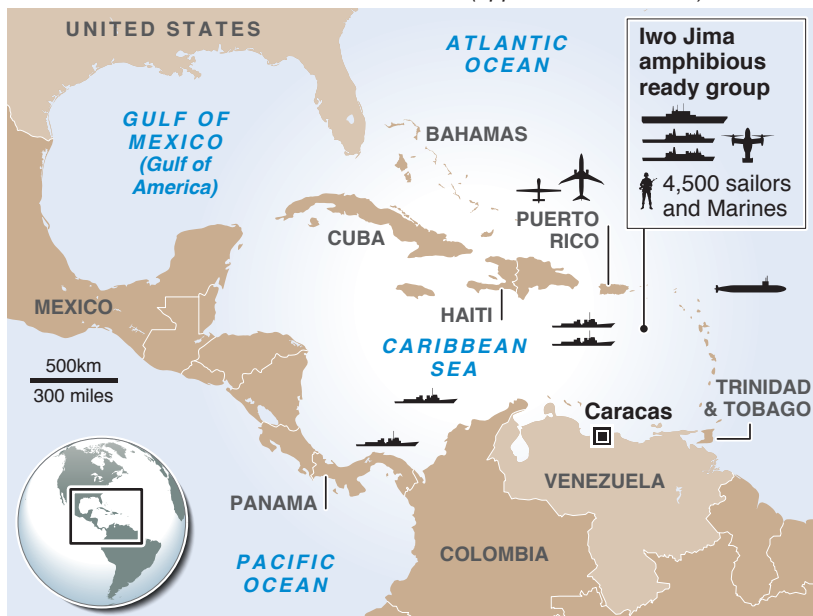 UNITED STATES
ATLANTIC
OCEAN
Iwo Jima
amphibious
ready group
4,500 sailors
and Marines
GULF OF
MEXICO
(Gulf of
America)
BAHAMAS
PUERTO
RICO
CUBA
MEXICO
HAITI
CARIBBEAN
SEA
500km
300 miles
TRINIDAD
& TOBAGO
Caracas
VENEZUELA
PANAMA
COLOMBIA
PACIFIC
OCEAN